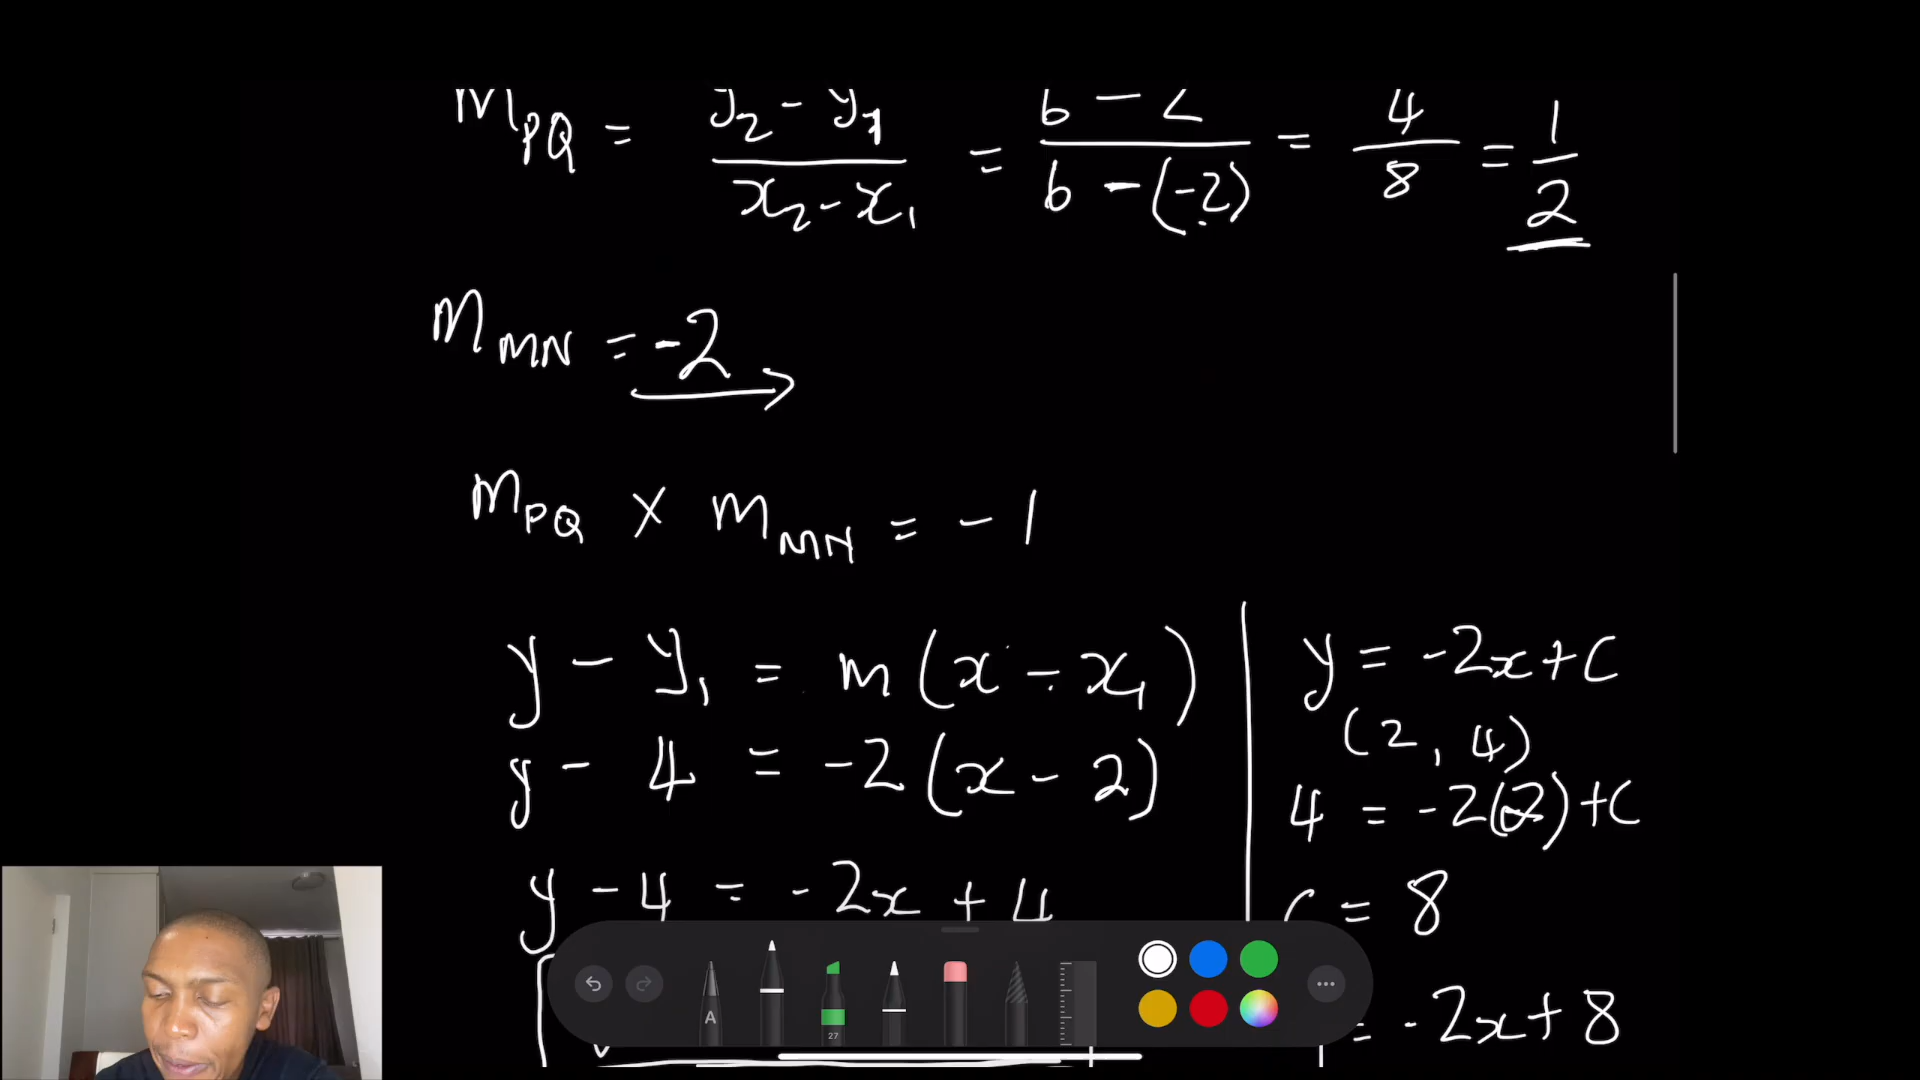 M_PQ = (y₂ - y₁)/(x₂ - x₁) = (6 - 2)/(6 - (-2)) = 4/8 = 1/2
M_MN = -2
M_PQ × M_MN = -1
y - y₁ = m(x - x₁)
y - 4 = -2(x - 2)
y - 4 = -2x + 4
y = -2x + c
(2, 4)
4 = -2(2) + c
c = 8
= -2x + 8
A
27